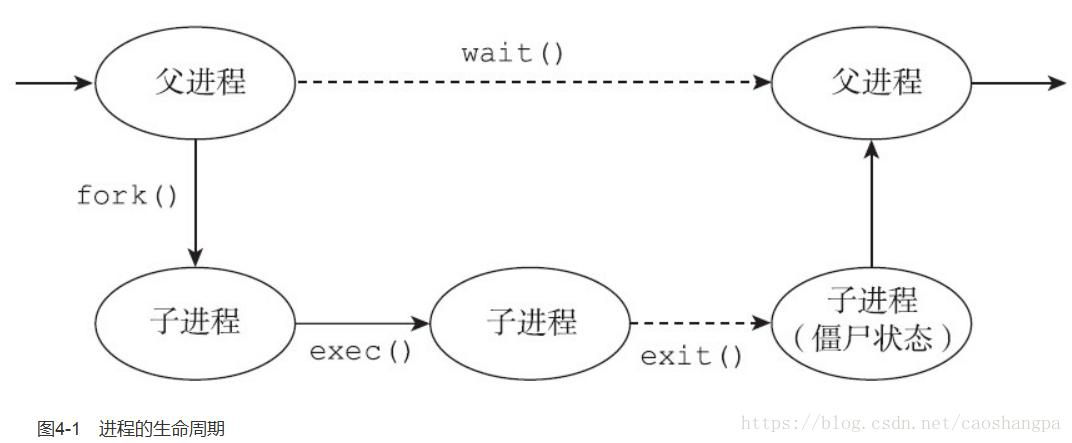 wait()
父进程
父进程
fork()
子进程
子进程
子进程
(僵尸状态)
exec()
exit()
图4-1 进程的生命周期
https://blog.csdn.net/caoshangpa